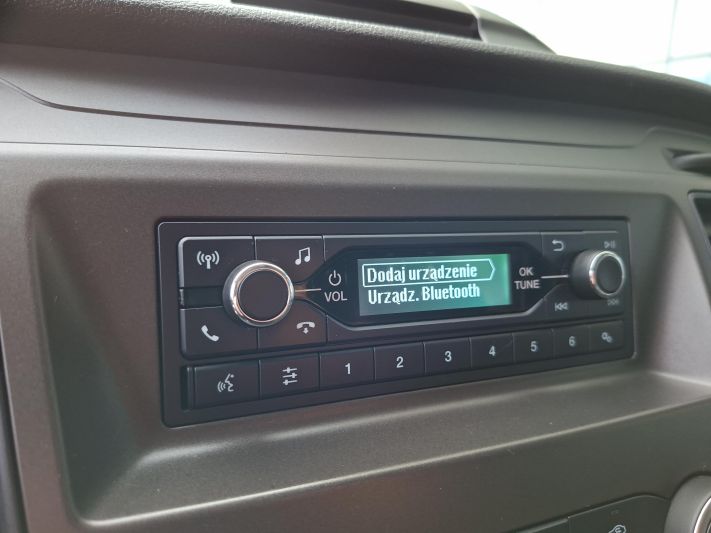 Dodaj urządzenie
Urządz. Bluetooth
VOL
OK
TUNE
1
2
3
4
5
6